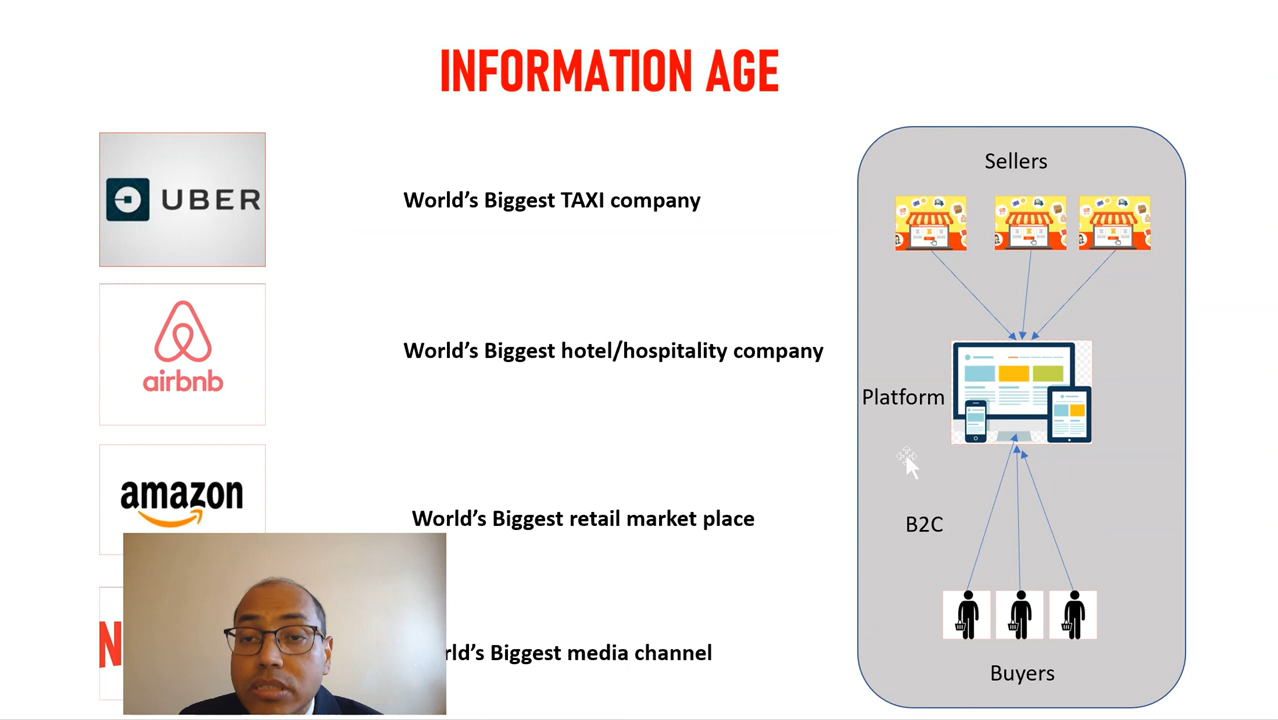 INFORMATION AGE
UBER
World's Biggest TAXI company
airbnb
World's Biggest hotel/hospitality company
amazon
World's Biggest retail market place
N
Biggest media channel
Sellers
Platform
B2C
Buyers